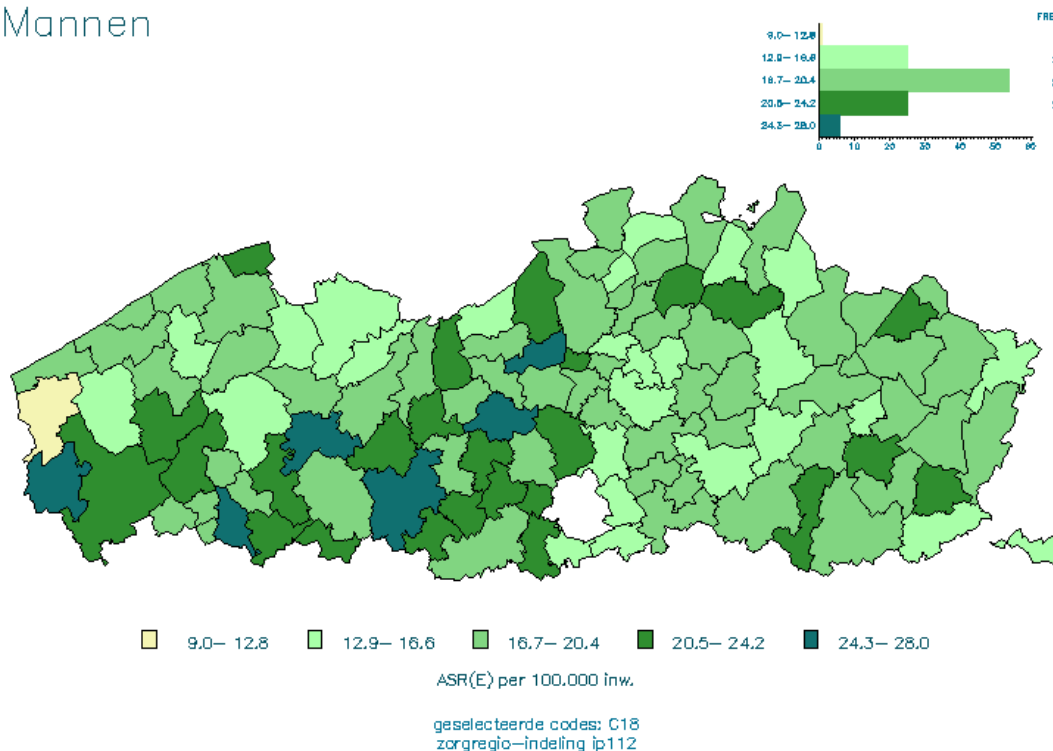 Mannen
FRE
9.0– 12.8
12.9– 16.6
16.7– 20.4
20.5– 24.2
24.3– 28.0
0 10 20 30 40 50 60
9.0– 12.8 12.9– 16.6 16.7– 20.4 20.5– 24.2 24.3– 28.0
ASR(E) per 100.000 inw.
geselecteerde codes: C18
zorgregio–indeling ip112